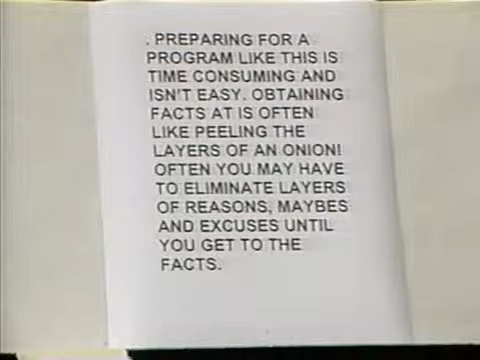 . PREPARING FOR A
PROGRAM LIKE THIS IS
TIME CONSUMING AND
ISN'T EASY. OBTAINING
FACTS AT IS OFTEN
LIKE PEELING THE
LAYERS OF AN ONION!
OFTEN YOU MAY HAVE
TO ELIMINATE LAYERS
OF REASONS, MAYBES
AND EXCUSES UNTIL
YOU GET TO THE
FACTS.